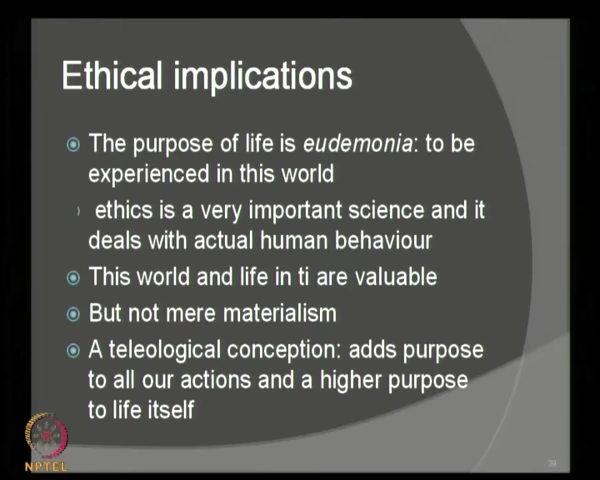 Ethical implications
The purpose of life is eudemonia: to be
experienced in this world
ethics is a very important science and it
deals with actual human behaviour
This world and life in ti are valuable
But not mere materialism
A teleological conception: adds purpose
to all our actions and a higher purpose
to life itself
NPTEL
39